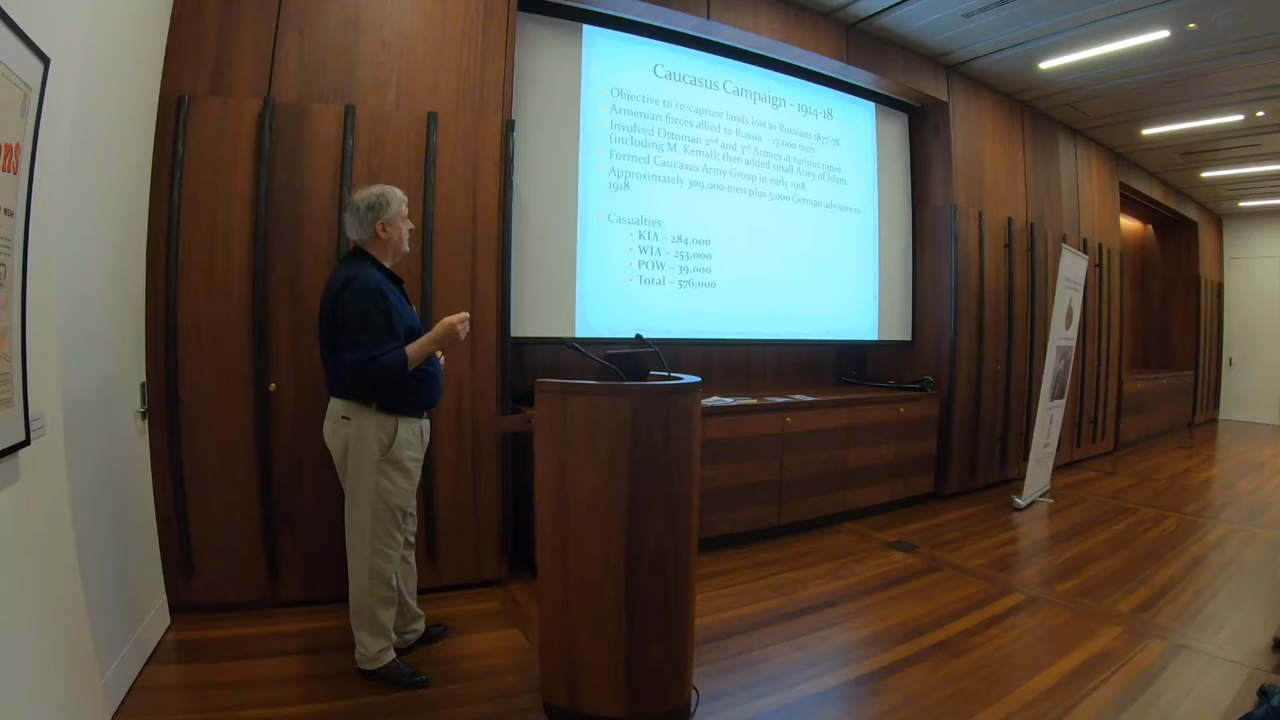 ns
Caucasus Campaign - 1914-18
Objective to re-capture lands lost to Russians 1877-78.
Armenian forces allied to Russia - 17,000 men.
Involved Ottoman 2nd and 3rd Armies at various times
(including M. Kemal); then added small Army of Islam.
Formed Caucasus Army Group in early 1918.
Approximately 309,000 men plus 3,000 German advisors in
1918.
Casualties:
KIA – 284,000
WIA – 253,000
POW – 39,000
Total – 576,000